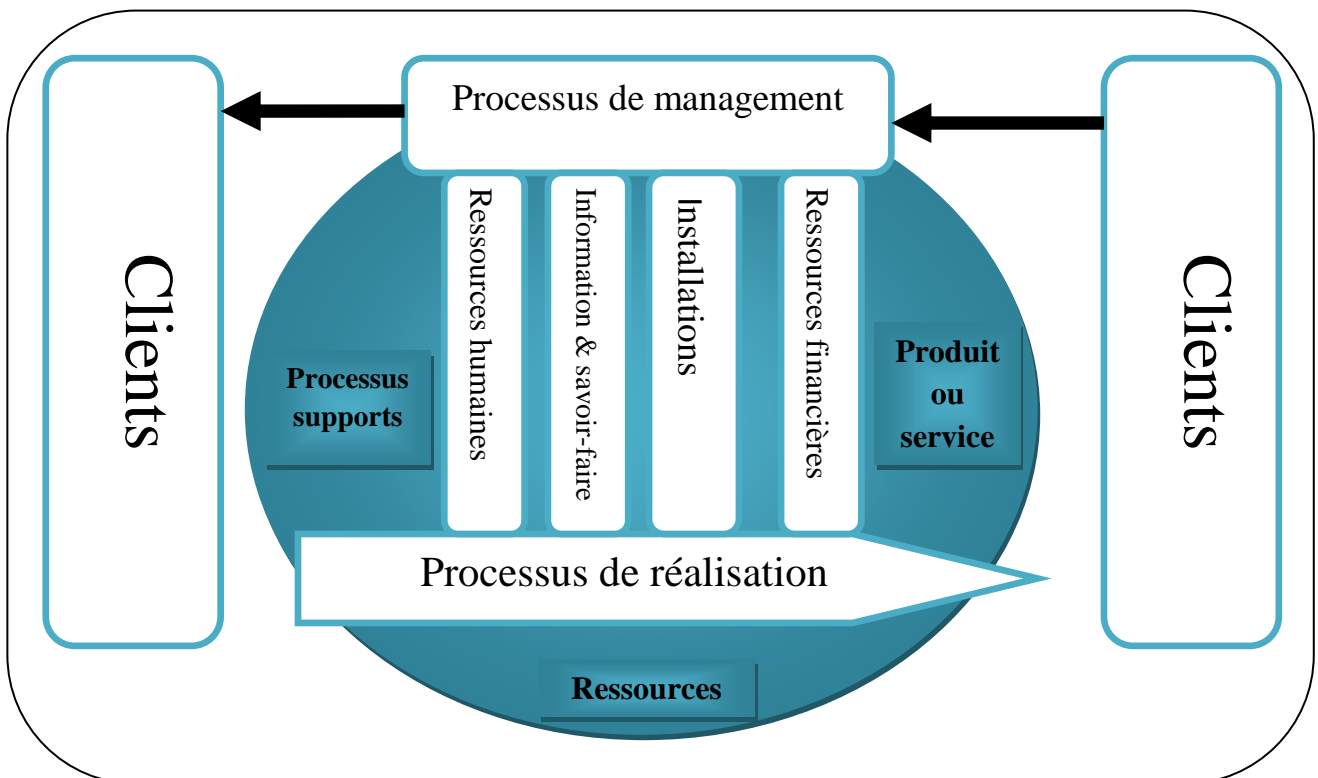 Processus de management
Clients
Ressources humaines
Information & savoir-faire
Installations
Ressources financières
Clients
Processus
supports
Produit
ou
service
Processus de réalisation
Ressources